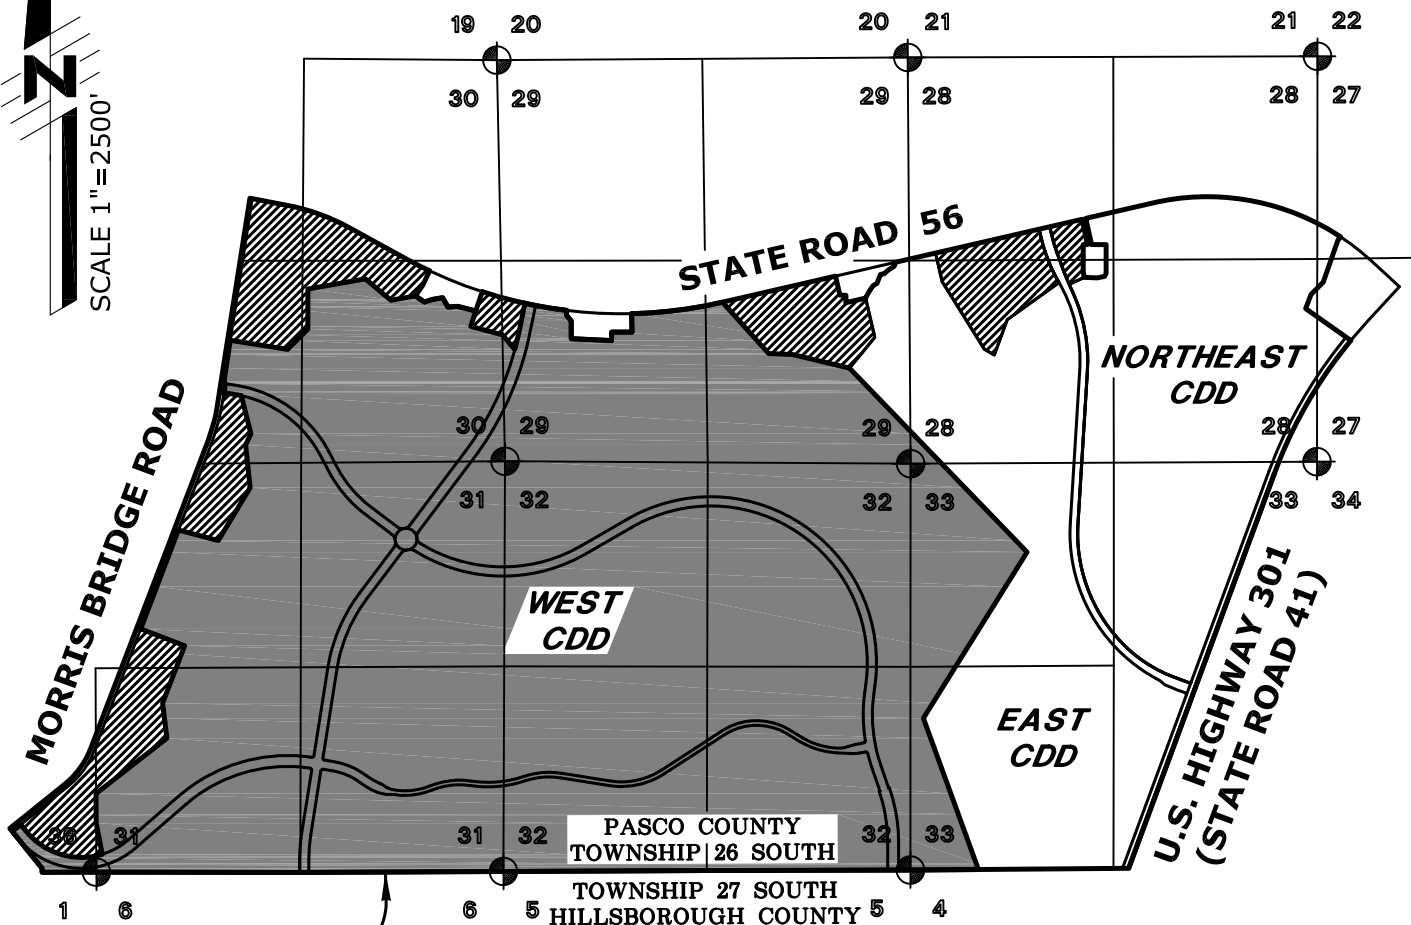 19 20
20 21
21 22
N
30 29
29 28
28 27
SCALE 1"=2500'
STATE ROAD 56
NORTHEAST
CDD
MORRIS BRIDGE ROAD
30 29
29 28
28 27
31 32
32 33
33 34
WEST
CDD
EAST
CDD
U.S. HIGHWAY 301
(STATE ROAD 41)
36 31
31 32
32 33
PASCO COUNTY
TOWNSHIP 26 SOUTH
TOWNSHIP 27 SOUTH
HILLSBOROUGH COUNTY
1 6
6 5
5 4